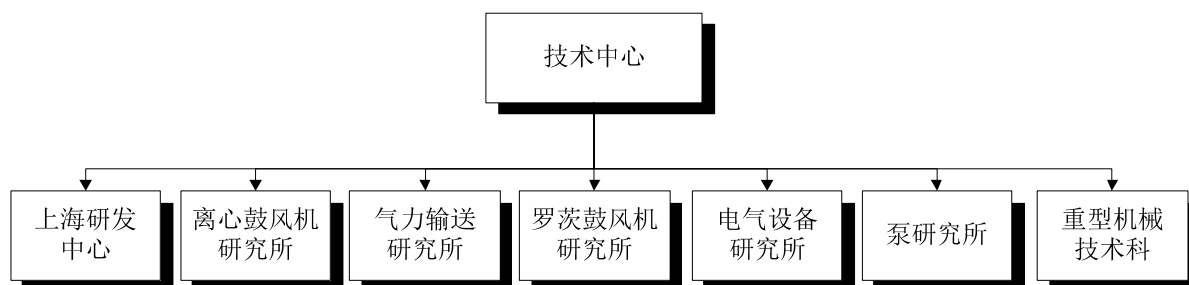 技术中心
上海研发
中心
离心鼓风机
研究所
气力输送
研究所
罗茨鼓风机
研究所
电气设备
研究所
泵研究所
重型机械
技术科